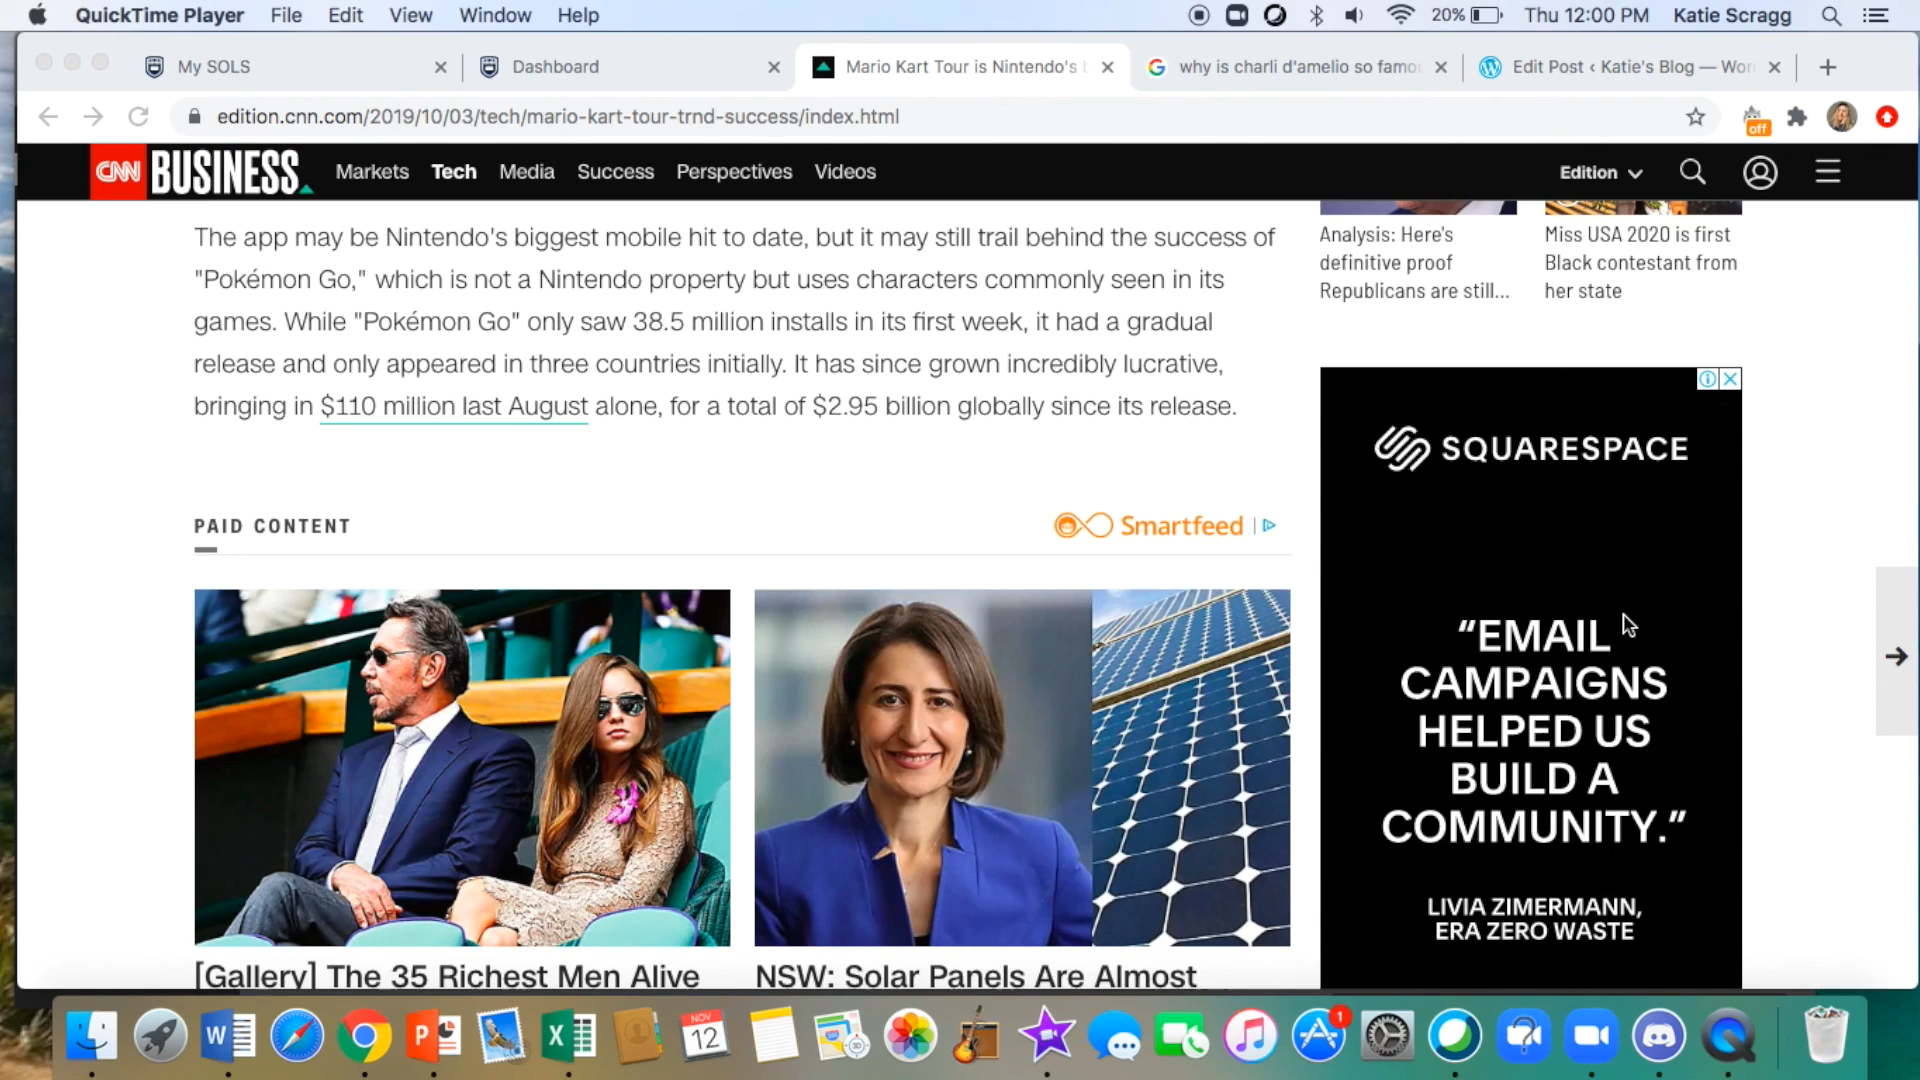 QuickTime Player File Edit View Window Help 20% Thu 12:00 PM Katie Scragg
My SOLS Dashboard Mario Kart Tour is Nintendo's why is charli d'amelio so famo Edit Post ‹ Katie's Blog — Wor
edition.cnn.com/2019/10/03/tech/mario-kart-tour-trnd-success/index.html
off
CNN BUSINESS Markets Tech Media Success Perspectives Videos Edition
The app may be Nintendo's biggest mobile hit to date, but it may still trail behind the success of
"Pokémon Go," which is not a Nintendo property but uses characters commonly seen in its
games. While "Pokémon Go" only saw 38.5 million installs in its first week, it had a gradual
release and only appeared in three countries initially. It has since grown incredibly lucrative,
bringing in $110 million last August alone, for a total of $2.95 billion globally since its release.
Analysis: Here's
definitive proof
Republicans are still...
Miss USA 2020 is first
Black contestant from
her state
PAID CONTENT
Smartfeed
[Gallery] The 35 Richest Men Alive
NSW: Solar Panels Are Almost
SQUARESPACE
“EMAIL
CAMPAIGNS
HELPED US
BUILD A
COMMUNITY.”
LIVIA ZIMERMANN,
ERA ZERO WASTE
W
P
X
NOV
12
1